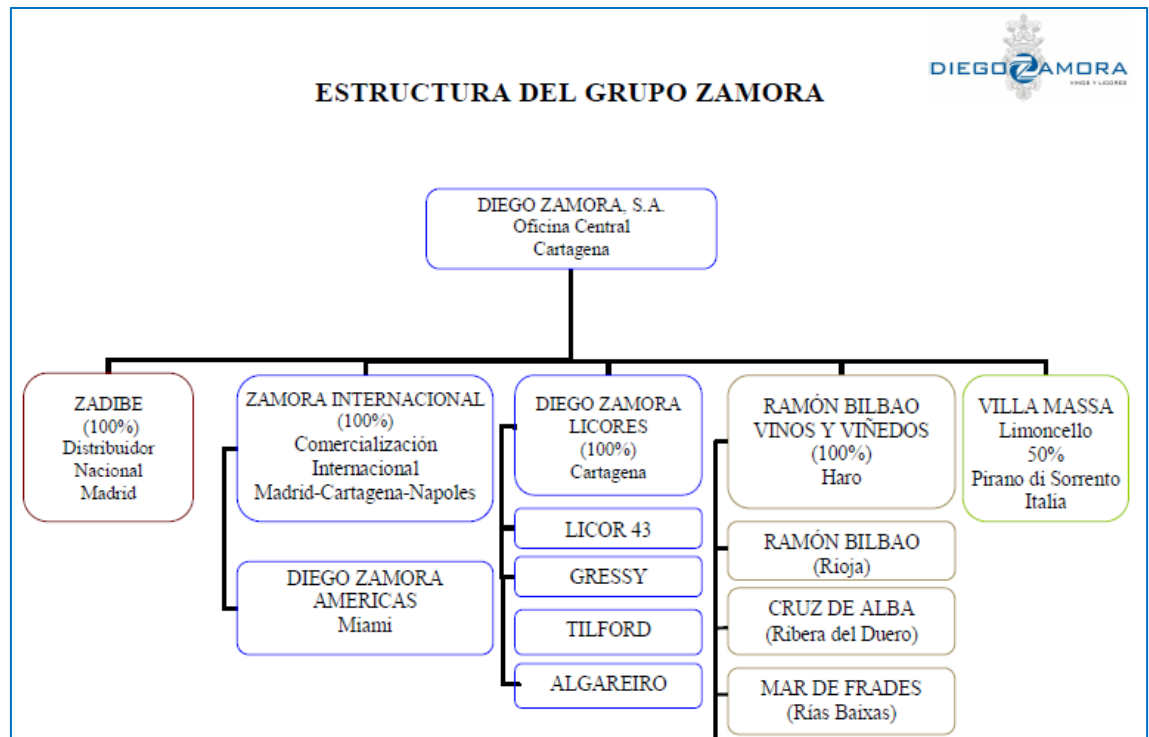 DIEGO ZAMORA
VINOS Y LICORES
ESTRUCTURA DEL GRUPO ZAMORA
DIEGO ZAMORA, S.A.
Oficina Central
Cartagena
ZADIBE
(100%)
Distribuidor
Nacional
Madrid
ZAMORA INTERNACIONAL
(100%)
Comercialización
Internacional
Madrid-Cartagena-Napoles
DIEGO ZAMORA
AMERICAS
Miami
DIEGO ZAMORA
LICORES
(100%)
Cartagena
LICOR 43
GRESSY
TILFORD
ALGAREIRO
RAMÓN BILBAO
VINOS Y VIÑEDOS
(100%)
Haro
RAMÓN BILBAO
(Rioja)
CRUZ DE ALBA
(Ribera del Duero)
MAR DE FRADES
(Rías Baixas)
VILLA MASSA
Limoncello
50%
Pirano di Sorrento
Italia